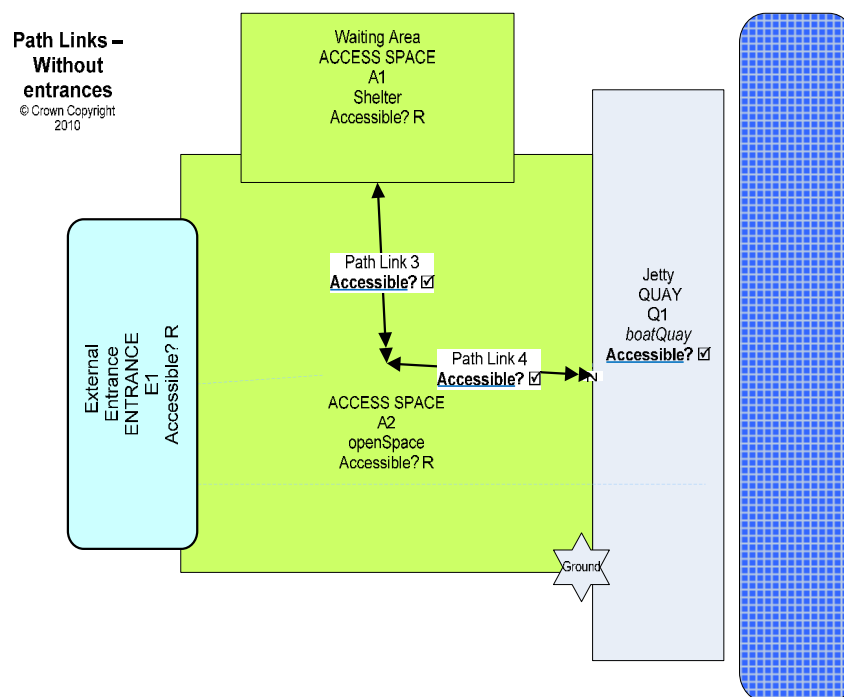 Path Links –
Without
entrances
© Crown Copyright
2010
Waiting Area
ACCESS SPACE
A1
Shelter
Accessible? R
Path Link 3
Accessible? ☑
Path Link 4
Accessible? ☑
External
Entrance
ENTRANCE
E1
Accessible? R
ACCESS SPACE
A2
openSpace
Accessible? R
Jetty
QUAY
Q1
boatQuay
Accessible? ☑
Ground